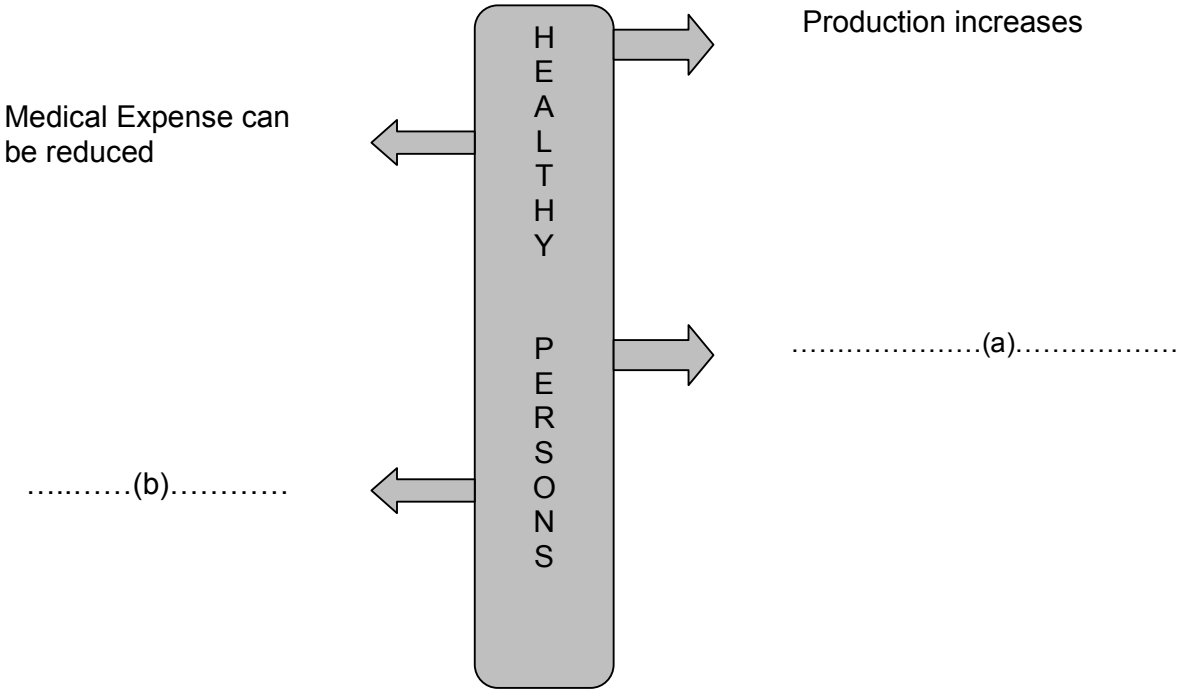 Production increases
Medical Expense can
be reduced
H
E
A
L
T
H
Y
P
E
R
S
O
N
S
…………………(a)………………
…..……(b)…………